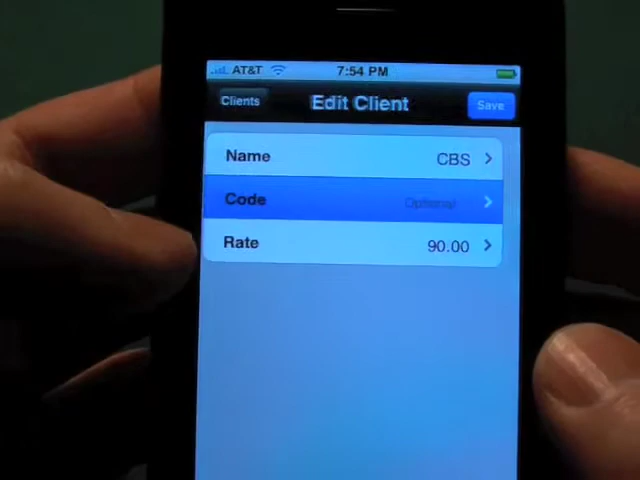 AT&T 7:54 PM
Clients Edit Client Save
Name CBS
Code Optional
Rate 90.00